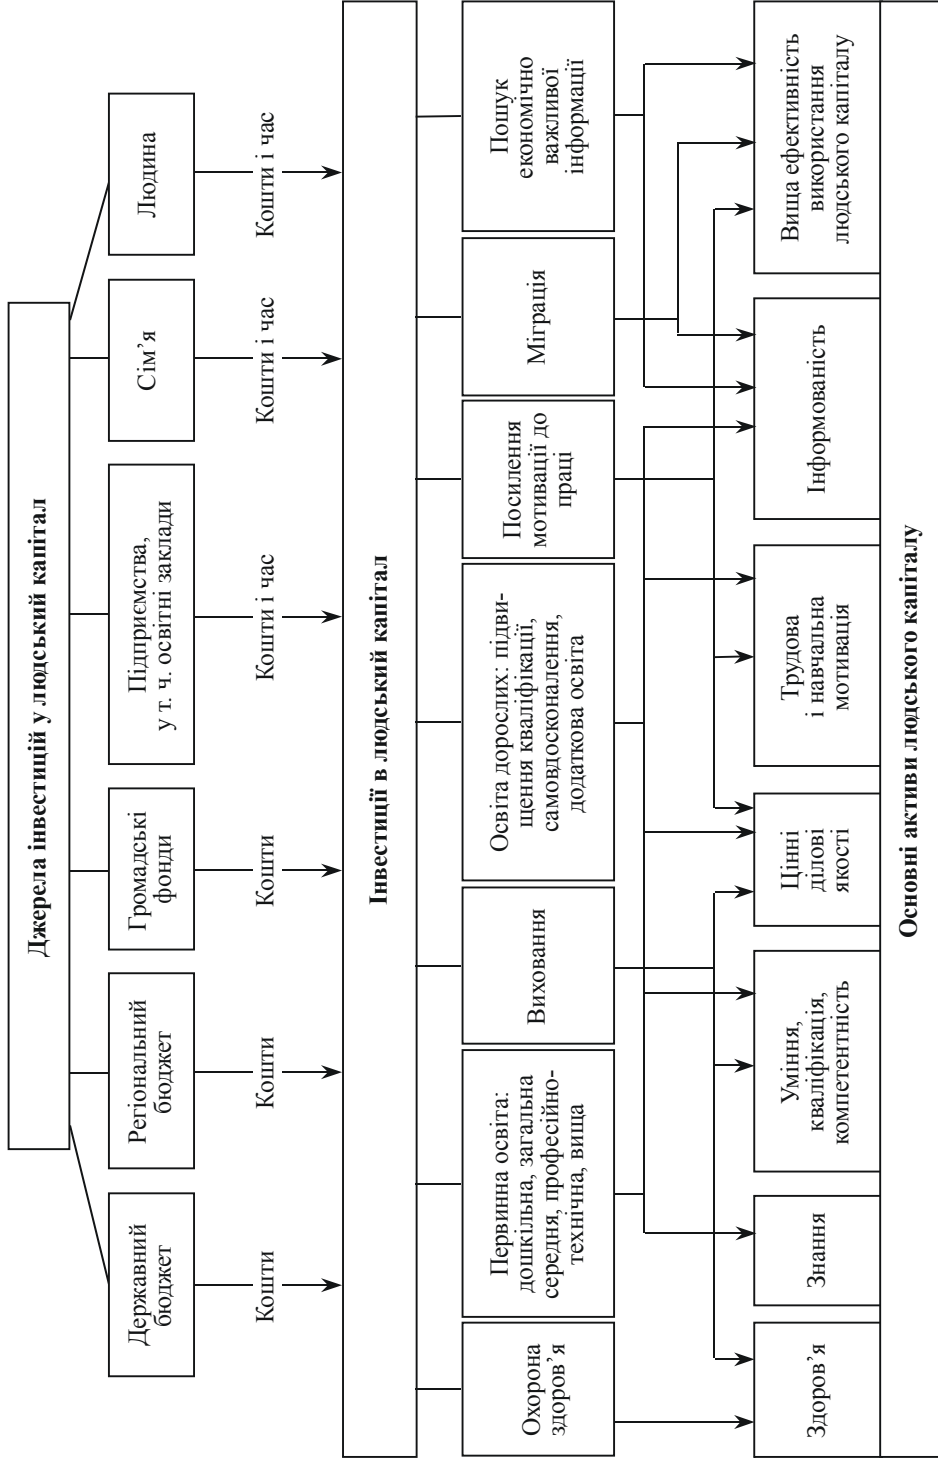 Джерела інвестицій у людський капітал
Державний
бюджет
Регіональний
бюджет
Громадські
фонди
Підприємства,
у т. ч. освітні заклади
Сім’я
Людина
Кошти
Кошти
Кошти
Кошти і час
Кошти і час
Кошти і час
Інвестиції в людський капітал
Охорона
здоров’я
Первинна освіта:
дошкільна, загальна
середня, професійно-
технічна, вища
Виховання
Освіта дорослих: підви-
щення кваліфікації,
самовдосконалення,
додаткова освіта
Посилення
мотивації до
праці
Міграція
Пошук
економічно
важливої
інформації
Здоров’я
Знання
Уміння,
кваліфікація,
компетентність
Цінні
ділові
якості
Трудова
і навчальна
мотивація
Інформованість
Вища ефективність
використання
людського капіталу
Основні активи людського капіталу